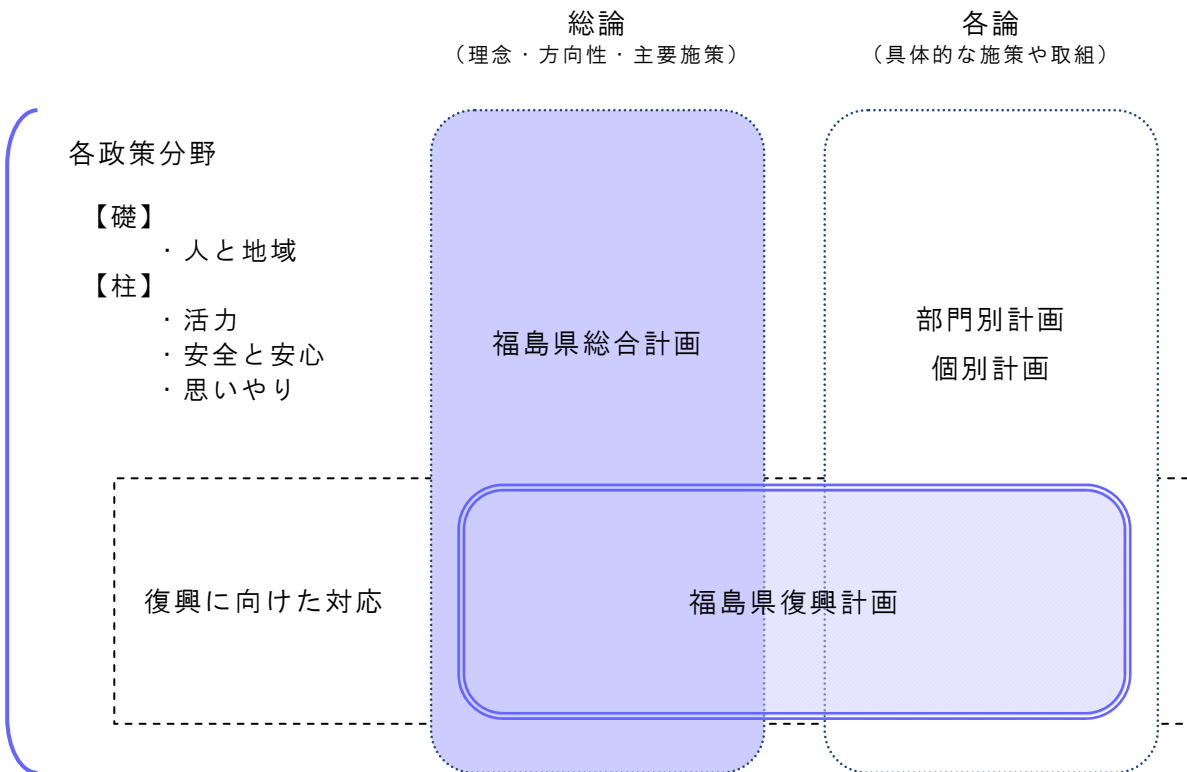 総論
（理念・方向性・主要施策）
各論
（具体的な施策や取組）
各政策分野
【礎】
・人と地域
【柱】
・活力
・安全と安心
・思いやり
福島県総合計画
部門別計画
個別計画
復興に向けた対応
福島県復興計画